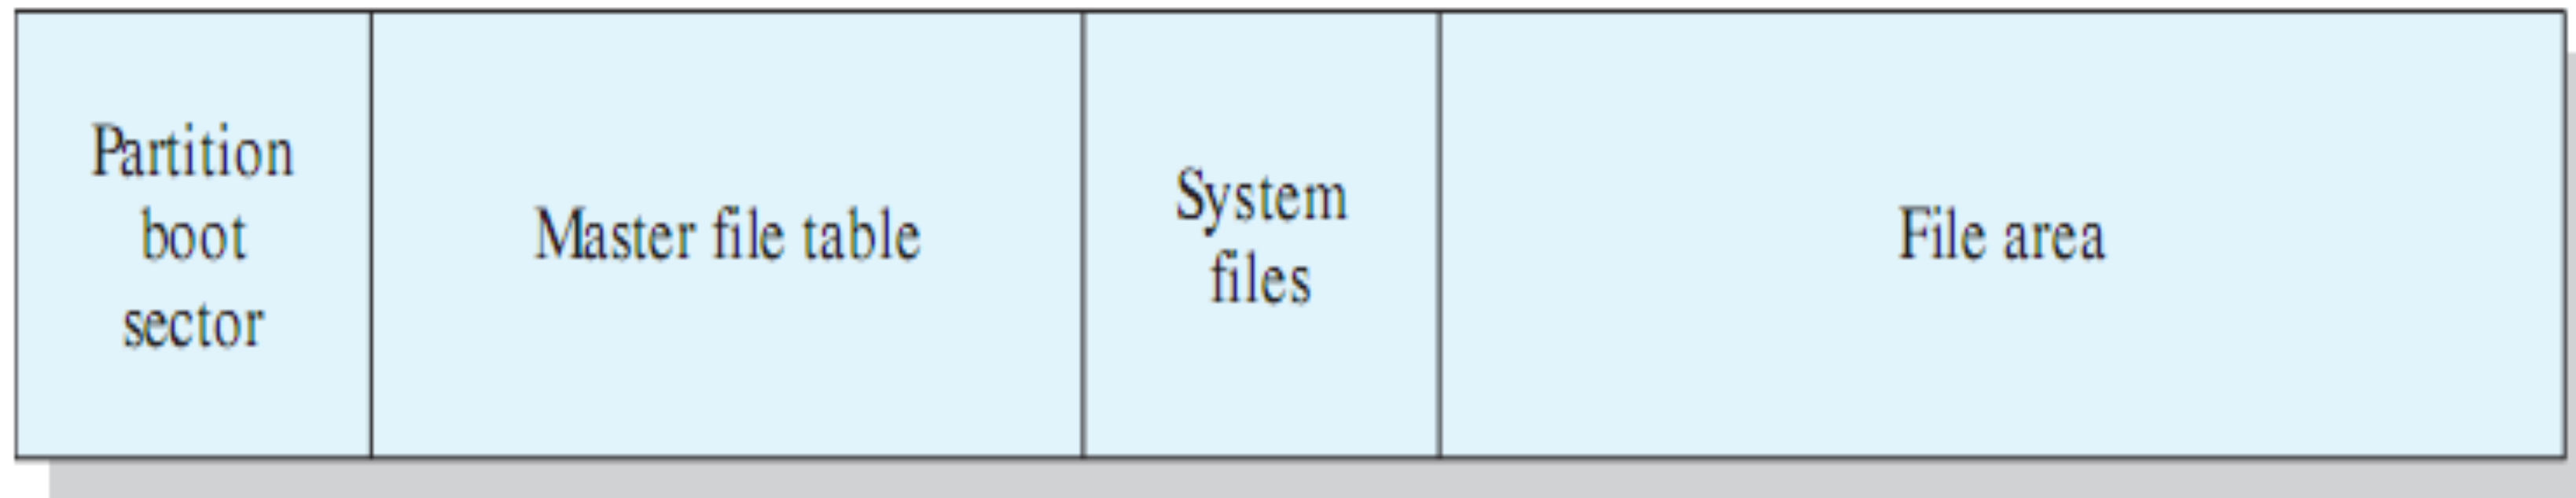 Partition
boot
sector
Master file table
System
files
File area